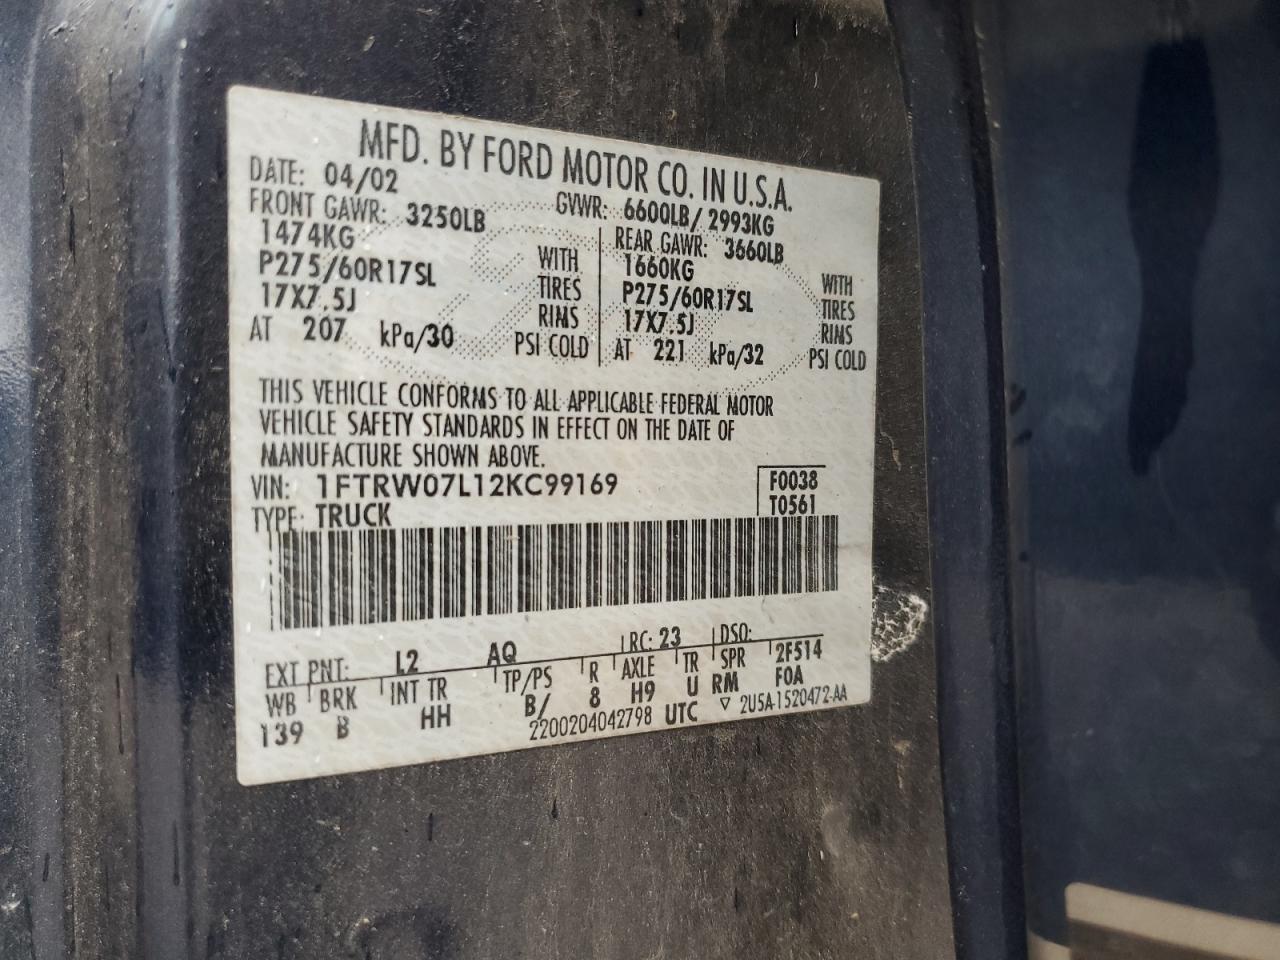 MFD. BY FORD MOTOR CO. IN U.S.A.
DATE: 04/02 GVWR: 6600LB/ 2993KG
FRONT GAWR: 3250LB REAR GAWR: 3660LB
1474KG WITH 1660KG WITH
P275/60R17SL TIRES P275/60R17SL TIRES
17X7.5J RIMS 17X7.5J RIMS
AT 207 kPa/30 PSI COLD AT 221 kPa/32 PSI COLD
THIS VEHICLE CONFORMS TO ALL APPLICABLE FEDERAL MOTOR
VEHICLE SAFETY STANDARDS IN EFFECT ON THE DATE OF
MANUFACTURE SHOWN ABOVE.
VIN: 1FTRW07L12KC99169 F0038
TYPE: TRUCK T0561
EXT PNT: L2 AQ RC: 23 DSO:
WB BRK INT TR TP/PS R AXLE TR SPR 2F514
139 B HH B/ 8 H9 U RM F0A
2200204042798 UTC ▽ 2U5A-1520472-AA